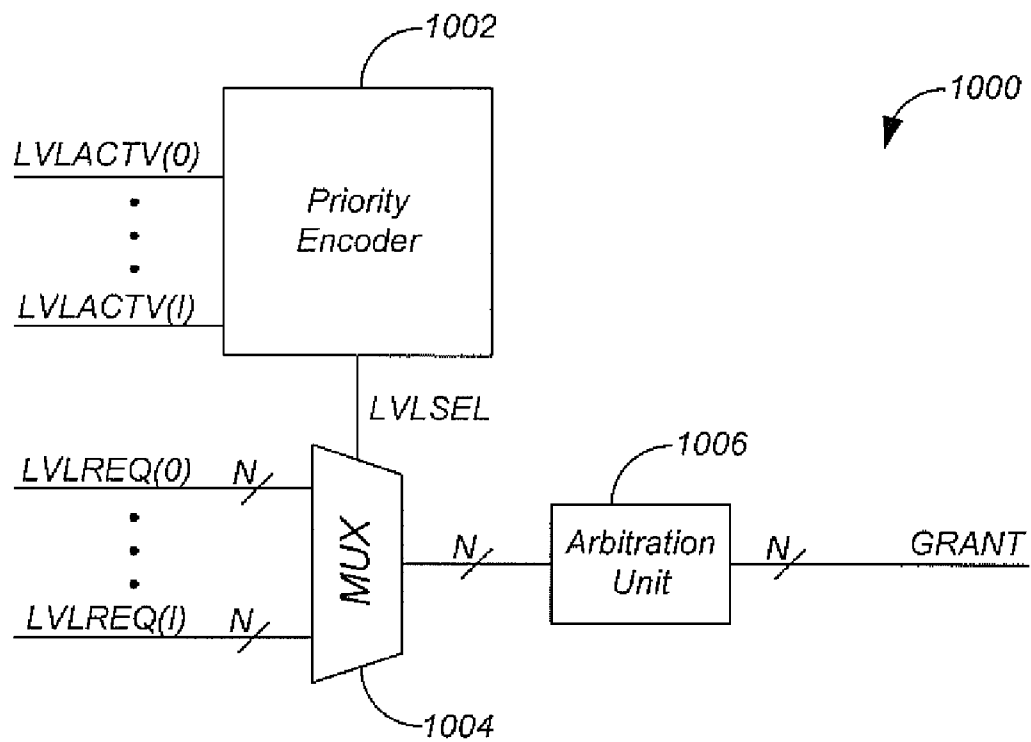 1002
1000
LVLACTV(0)
Priority
Encoder
LVLACTV(I)
LVLSEL
1006
LVLREQ(0)
N
MUX
N
Arbitration
Unit
N
GRANT
LVLREQ(I)
N
1004